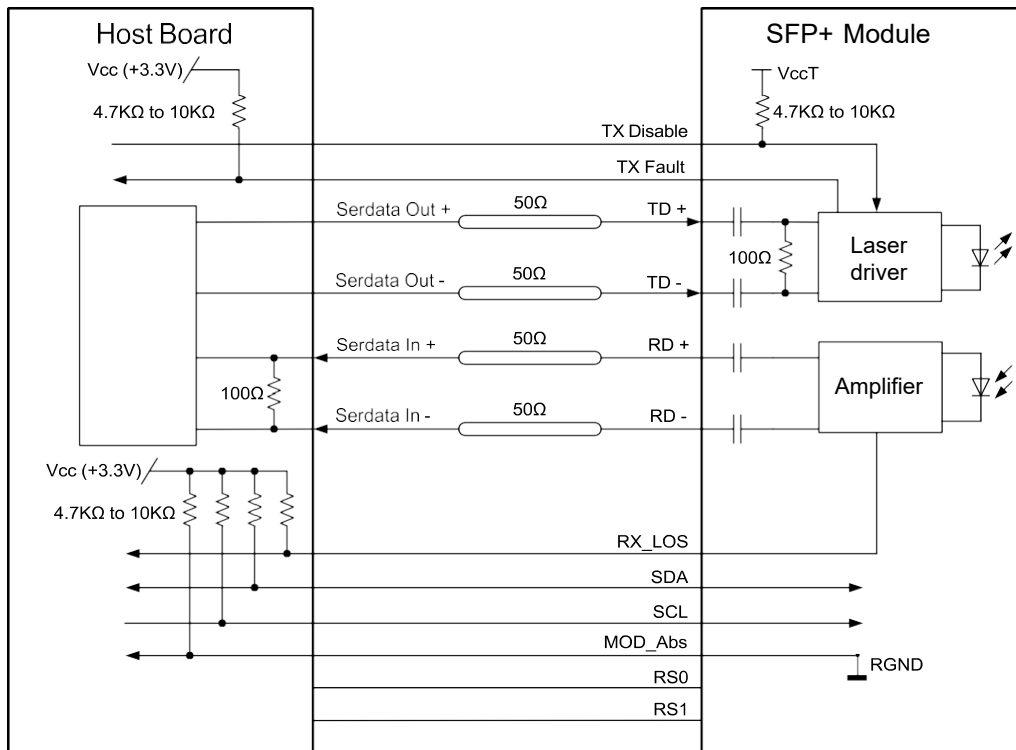 Host Board
SFP+ Module
Vcc (+3.3V)
VccT
4.7KΩ to 10KΩ
4.7KΩ to 10KΩ
TX Disable
TX Fault
Serdata Out +
50Ω
TD +
100Ω
Laser
driver
Serdata Out -
50Ω
TD -
Serdata In +
50Ω
RD +
100Ω
Amplifier
Serdata In -
50Ω
RD -
Vcc (+3.3V)
4.7KΩ to 10KΩ
RX_LOS
SDA
SCL
MOD_Abs
RGND
RS0
RS1